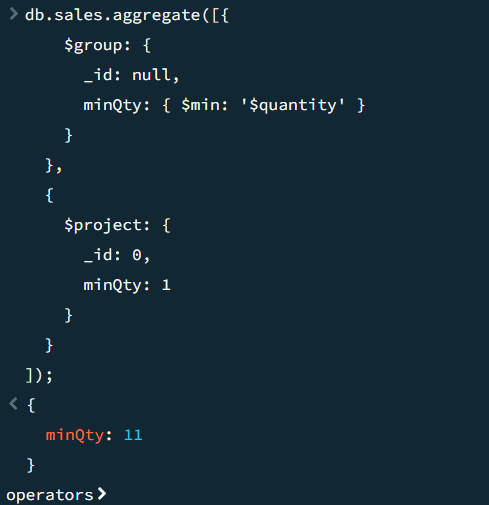 > db.sales.aggregate([{
$group: {
_id: null,
minQty: { $min: '$quantity' }
}
},
{
$project: {
_id: 0,
minQty: 1
}
}
]);
< {
minQty: 11
}
operators>